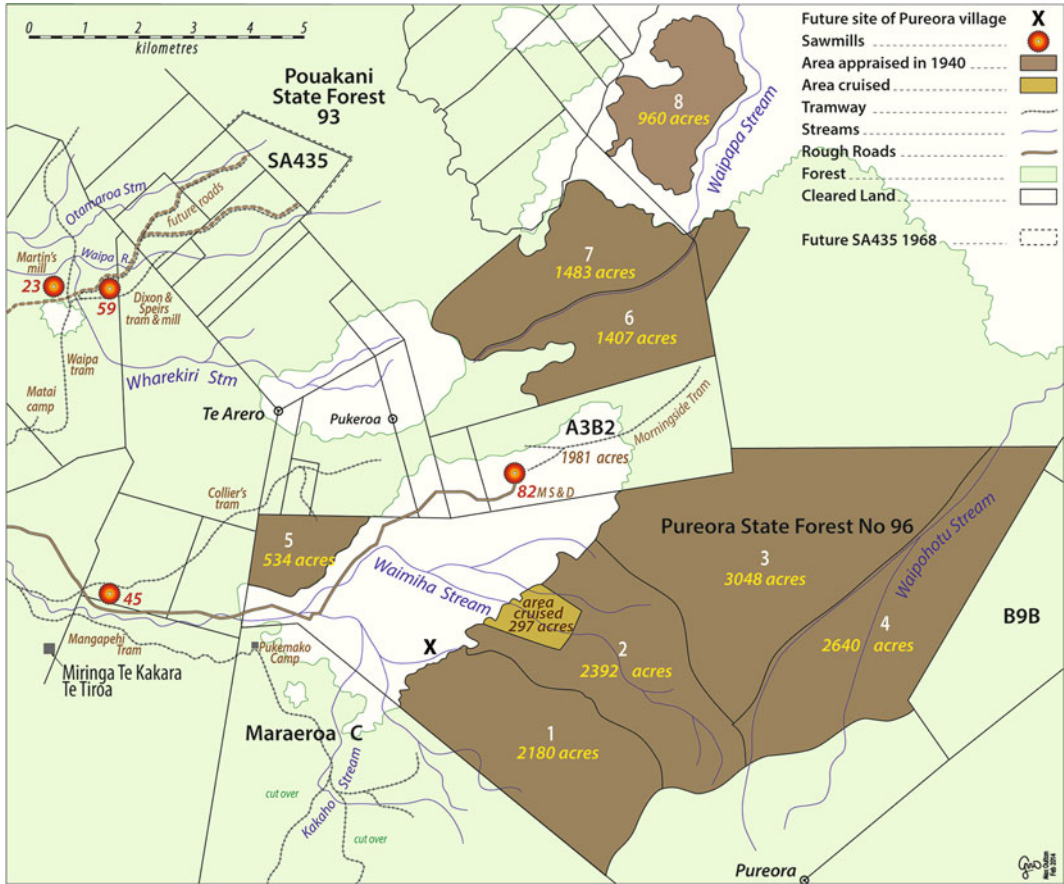 0 1 2 3 4 5
kilometres
Future site of Pureora village X
Sawmills
Area appraised in 1940
Area cruised
Tramway
Streams
Rough Roads
Forest
Cleared Land
Future SA435 1968
Pouakani
State Forest
93
SA435
8
960 acres
Waipapa Stream
Otamaroa Stm
future roads
Waipa R.
Martin's
mill
23
59
Dixon &
Speirs
tram & mill
Waipa
tram
Matai
camp
Wharekiri Stm
7
1483 acres
6
1407 acres
Te Arero
Pukeroa
A3B2
1981 acres
Morningside Tram
82 M S & D
Collier's
tram
5
534 acres
Pureora State Forest No 96
3
3048 acres
Waipohotu Stream
Waimiha Stream
area
cruised
297 acres
45
Mangapehi
Tram
Pukemako
Camp
X
2
2392 acres
4
2640 acres
B9B
Miringa Te Kakara
Te Tiroa
Maraeroa C
1
2180 acres
Kakaho Stream
cut over
cut over
Pureora
Feb 2014